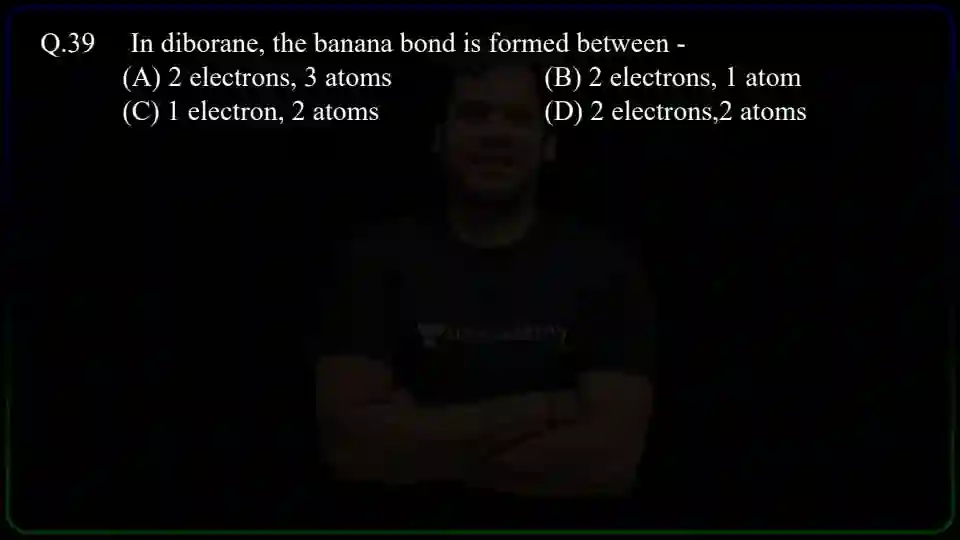 Q.39 In diborane, the banana bond is formed between -
(A) 2 electrons, 3 atoms (B) 2 electrons, 1 atom
(C) 1 electron, 2 atoms (D) 2 electrons,2 atoms